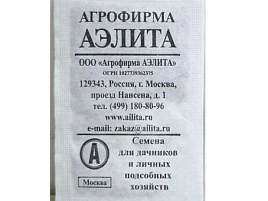 АГРОФИРМА
АЭЛИТА
ООО «Агрофирма АЭЛИТА»
ОГРН 1027739362375
129343, Россия, г. Москва,
проезд Нансена, д. 1
тел. (499) 180-80-96
www.ailita.ru
e-mail: zakaz@ailita.ru
А
Семена
для дачников
и личных
подсобных
хозяйств
Москва